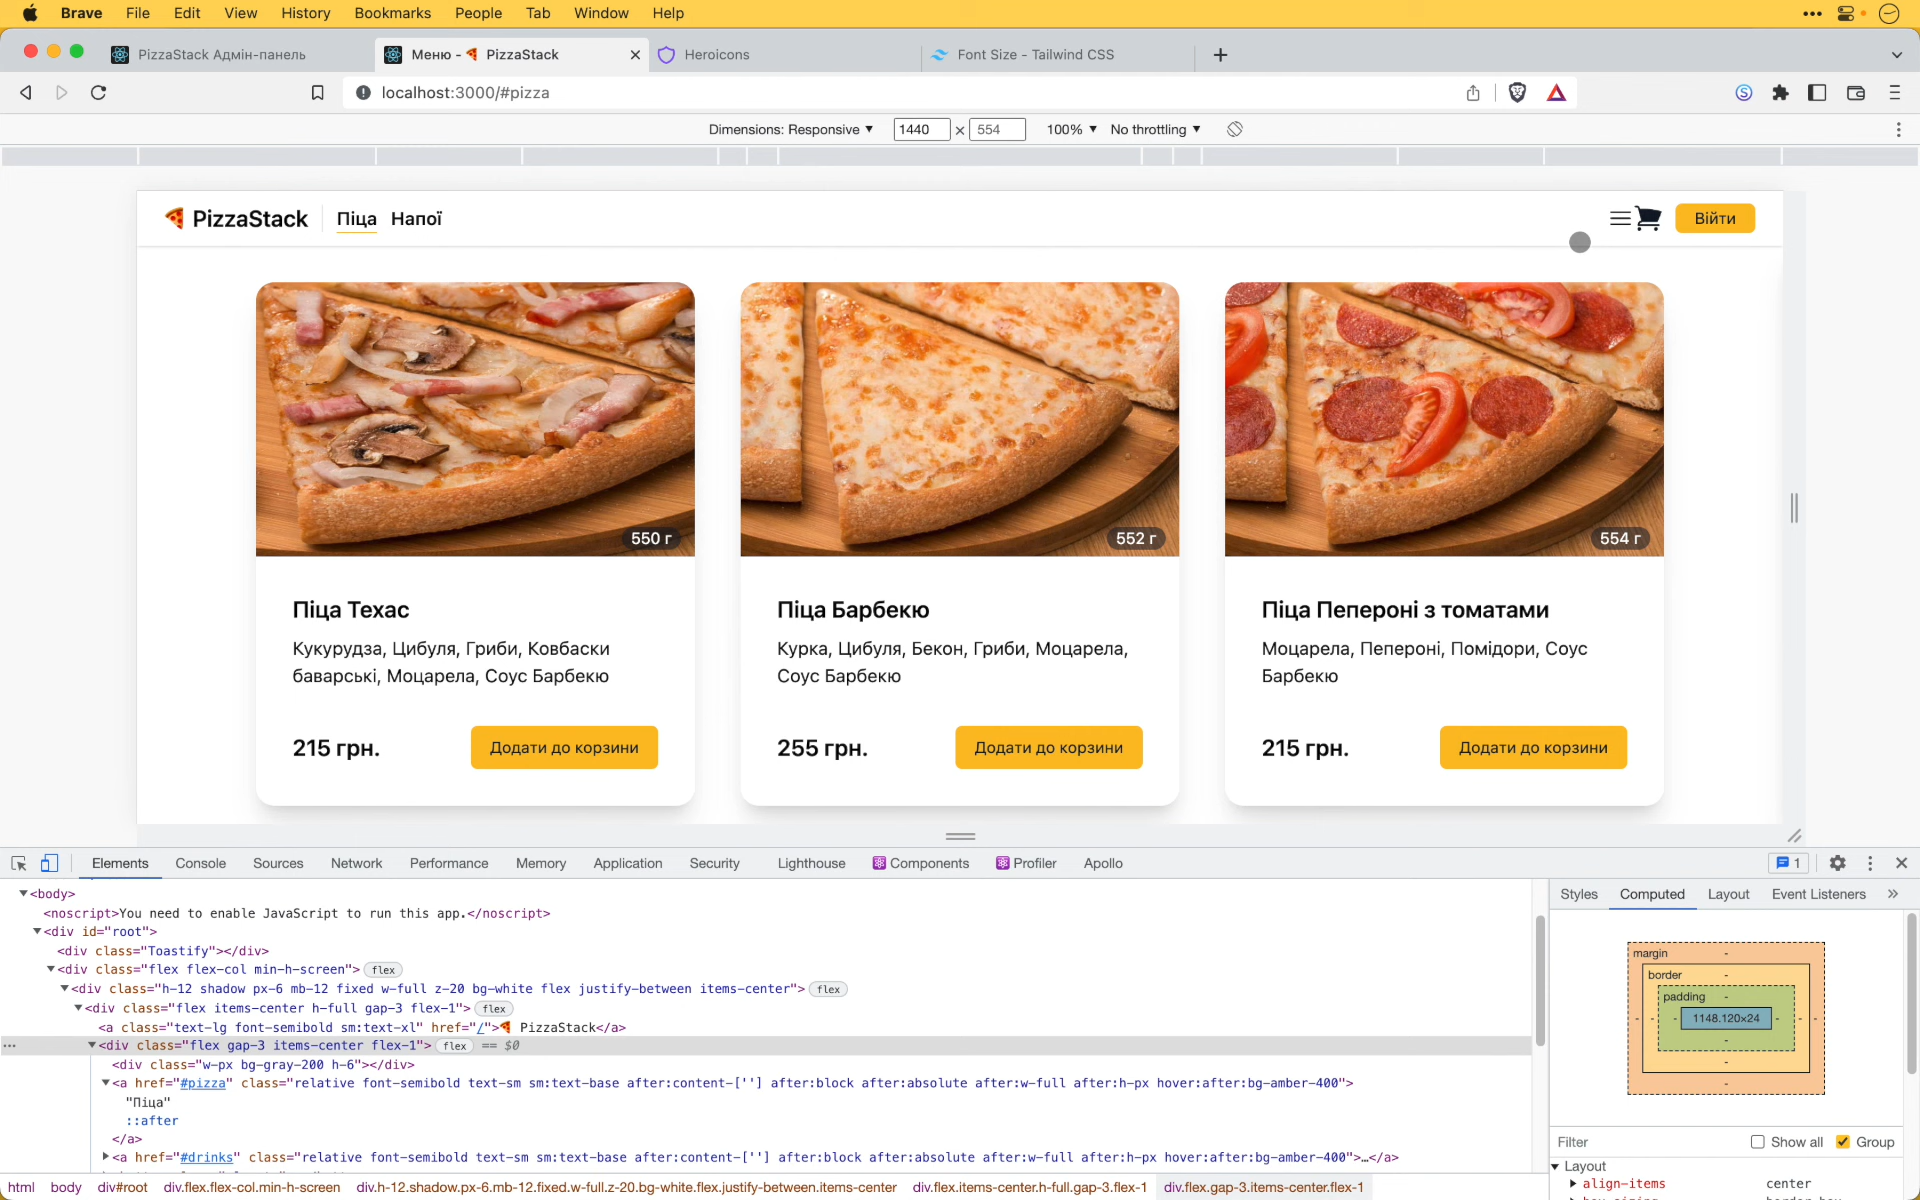 Brave File Edit View History Bookmarks People Tab Window Help
PizzaStack Адмін-панель
Меню - 🍕 PizzaStack
Heroicons
Font Size - Tailwind CSS
localhost:3000/#pizza
Dimensions: Responsive 1440 × 554 100% No throttling
🍕 PizzaStack Піца Напої Війти
550 г
552 г
554 г
Піца Техас
Кукурудза, Цибуля, Гриби, Ковбаски
баварські, Моцарела, Соус Барбекю
215 грн. Додати до корзини
Піца Барбекю
Курка, Цибуля, Бекон, Гриби, Моцарела,
Соус Барбекю
255 грн. Додати до корзини
Піца Пепероні з томатами
Моцарела, Пепероні, Помідори, Соус
Барбекю
215 грн. Додати до корзини
Elements Console Sources Network Performance Memory Application Security Lighthouse Components Profiler Apollo 1
<body>
<noscript>You need to enable JavaScript to run this app.</noscript>
<div id="root">
<div class="Toastify"></div>
<div class="flex flex-col min-h-screen"> flex
<div class="h-12 shadow px-6 mb-12 fixed w-full z-20 bg-white flex justify-between items-center"> flex
<div class="flex items-center h-full gap-3 flex-1"> flex
<a class="text-lg font-semibold sm:text-xl" href="/">🍕 PizzaStack</a>
<div class="flex gap-3 items-center flex-1"> flex == $0
<div class="w-px bg-gray-200 h-6"></div>
<a href="#pizza" class="relative font-semibold text-sm sm:text-base after:content-[''] after:block after:absolute after:w-full after:h-px hover:after:bg-amber-400">
"Піца"
::after
</a>
<a href="#drinks" class="relative font-semibold text-sm sm:text-base after:content-[''] after:block after:absolute after:w-full after:h-px hover:after:bg-amber-400">…</a>
html body div#root div.flex.flex-col.min-h-screen div.h-12.shadow.px-6.mb-12.fixed.w-full.z-20.bg-white.flex.justify-between.items-center div.flex.items-center.h-full.gap-3.flex-1 div.flex.gap-3.items-center.flex-1
Styles Computed Layout Event Listeners »
margin -
border -
padding -
- - - 1148.120×24 - - -
-
-
-
Filter Show all Group
Layout
align-items center